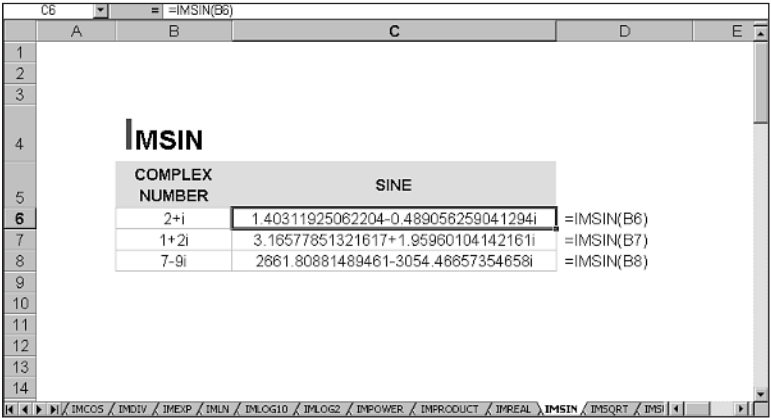 C6 = =IMSIN(B6)
A B C D E
1
2
3
4 IMSIN
5 COMPLEX NUMBER SINE
6 2+i 1.40311925062204-0.489056259041294i =IMSIN(B6)
7 1+2i 3.16577851321617+1.95960104142161i =IMSIN(B7)
8 7-9i 2661.80881489461-3054.46657354658i =IMSIN(B8)
9
10
11
12
13
14
IMCOS IMDIV IMEXP IMLN IMLOG10 IMLOG2 IMPOWER IMPRODUCT IMREAL IMSIN IMSQRT IMS